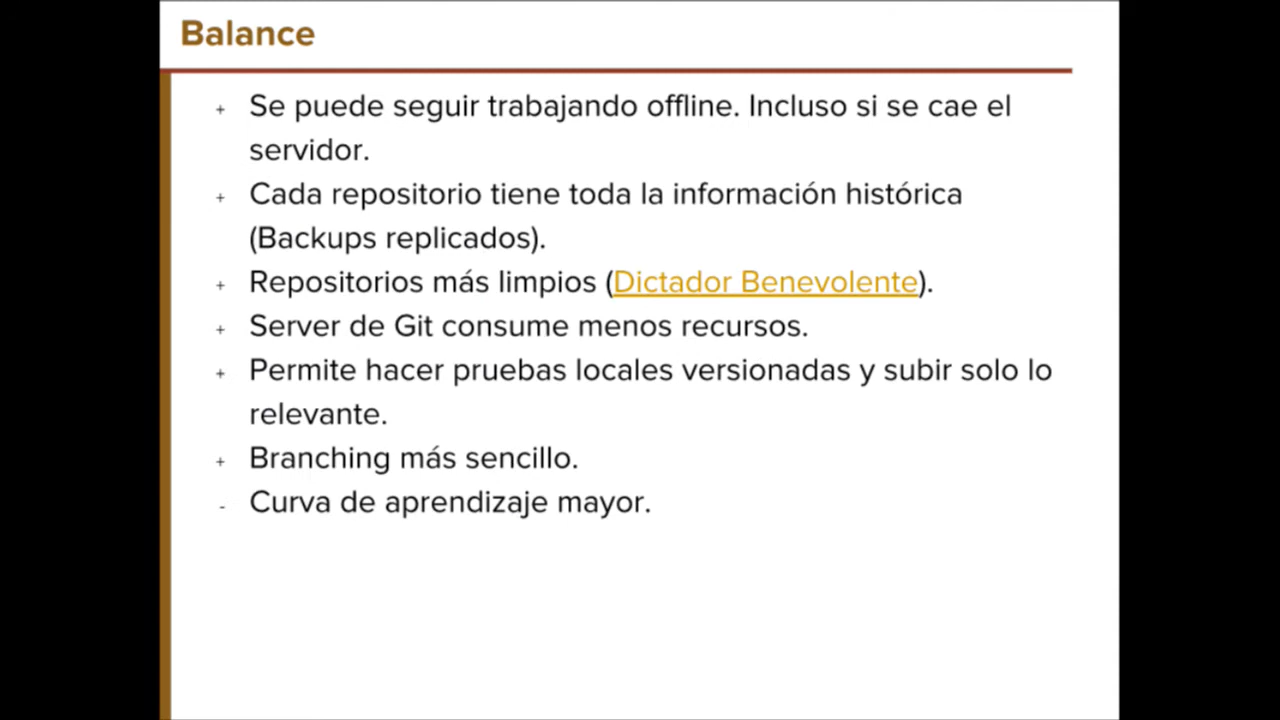 Balance
+ Se puede seguir trabajando offline. Incluso si se cae el
servidor.
+ Cada repositorio tiene toda la información histórica
(Backups replicados).
+ Repositorios más limpios (Dictador Benevolente).
+ Server de Git consume menos recursos.
+ Permite hacer pruebas locales versionadas y subir solo lo
relevante.
+ Branching más sencillo.
- Curva de aprendizaje mayor.